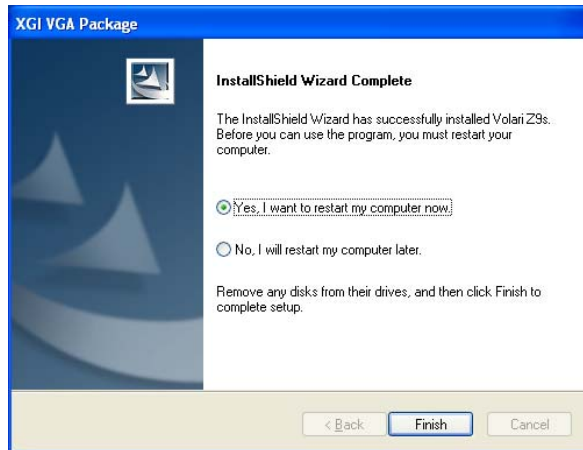 XGI VGA Package
InstallShield Wizard Complete
The InstallShield Wizard has successfully installed Volari Z9s.
Before you can use the program, you must restart your
computer.
Yes, I want to restart my computer now.
No, I will restart my computer later.
Remove any disks from their drives, and then click Finish to
complete setup.
< Back Finish Cancel